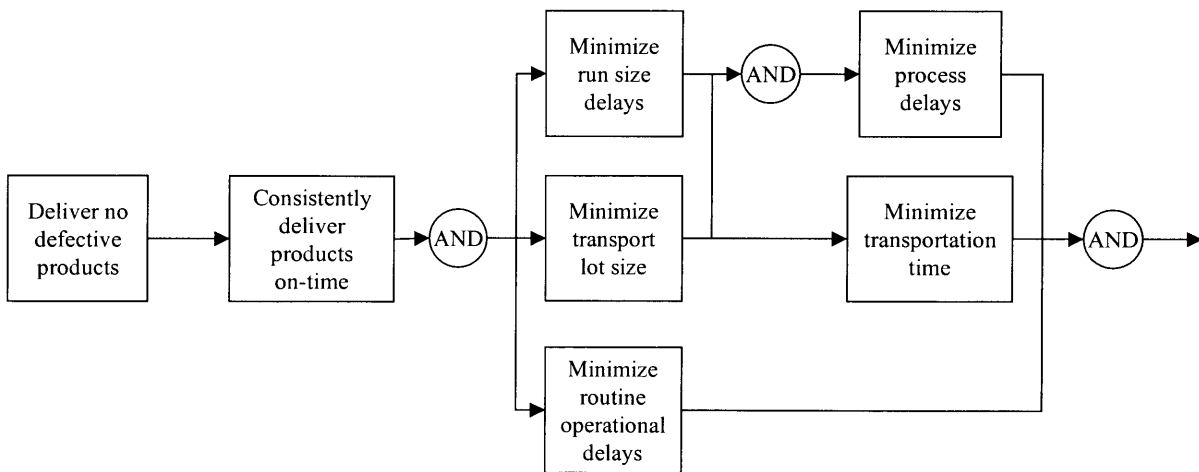 Deliver no
defective
products
Consistently
deliver
products
on-time
AND
Minimize
run size
delays
AND
Minimize
process
delays
Minimize
transport
lot size
Minimize
transportation
time
AND
Minimize
routine
operational
delays